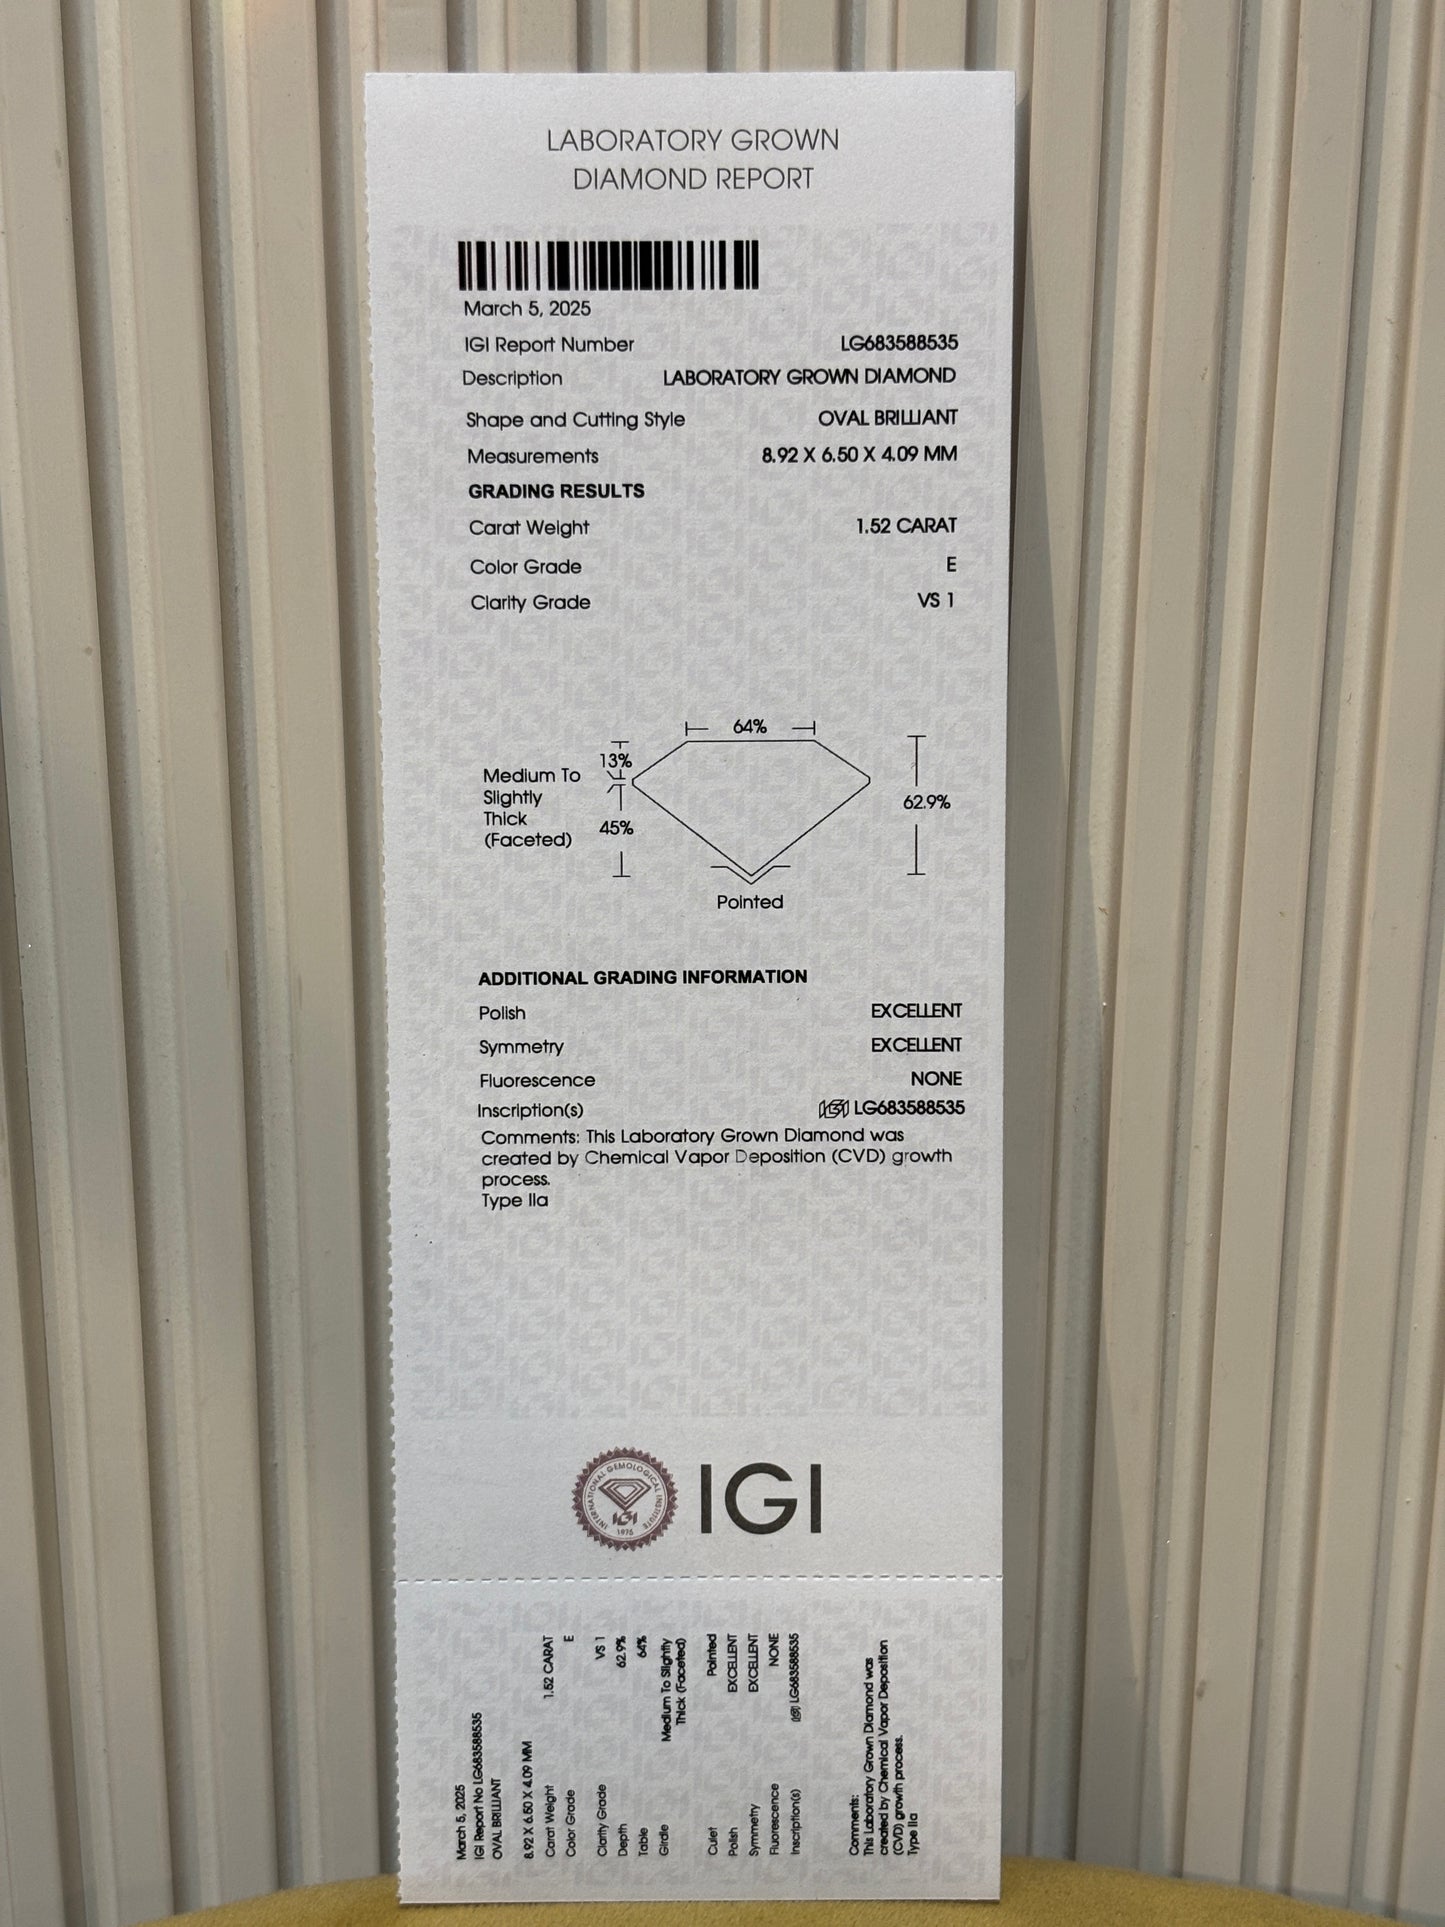 LABORATORY GROWN
DIAMOND REPORT
March 5, 2025
IGI Report Number LG683588535
Description LABORATORY GROWN DIAMOND
Shape and Cutting Style OVAL BRILLIANT
Measurements 8.92 X 6.50 X 4.09 MM
GRADING RESULTS
Carat Weight 1.52 CARAT
Color Grade E
Clarity Grade VS 1
64%
13%
Medium To
Slightly
Thick
(Faceted)
45%
62.9%
Pointed
ADDITIONAL GRADING INFORMATION
Polish EXCELLENT
Symmetry EXCELLENT
Fluorescence NONE
Inscription(s) IGI LG683588535
Comments: This Laboratory Grown Diamond was
created by Chemical Vapor Deposition (CVD) growth
process.
Type IIa
INTERNATIONAL GEMOLOGICAL INSTITUTE
IGI
1975
IGI
March 5, 2025
IGI Report No LG683588535
OVAL BRILLIANT
8.92 X 6.50 X 4.09 MM
Carat Weight 1.52 CARAT
Color Grade E
Clarity Grade VS 1
Depth 62.9%
Table 64%
Girdle Medium To Slightly
Thick (Faceted)
Culet Pointed
Polish EXCELLENT
Symmetry EXCELLENT
Fluorescence NONE
Inscription(s) IGI LG683588535
Comments:
This Laboratory Grown Diamond was
created by Chemical Vapor Deposition
(CVD) growth process.
Type IIa